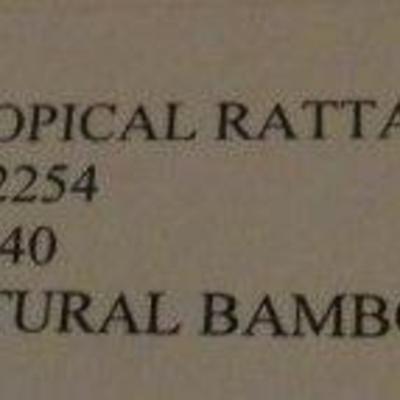 OPICAL RATTA
2254
40
TURAL BAMBO